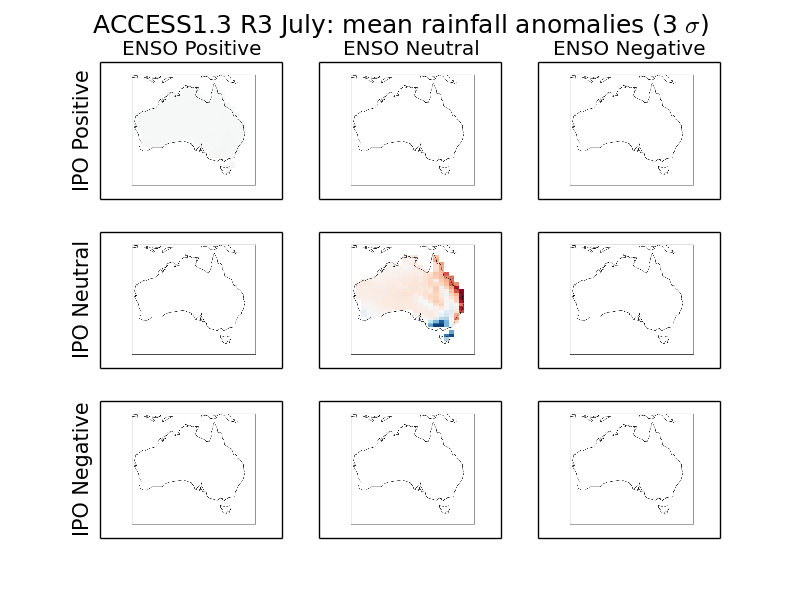 ACCESS1.3 R3 July: mean rainfall anomalies (3 σ)
ENSO Positive ENSO Neutral ENSO Negative
IPO Positive
IPO Neutral
IPO Negative